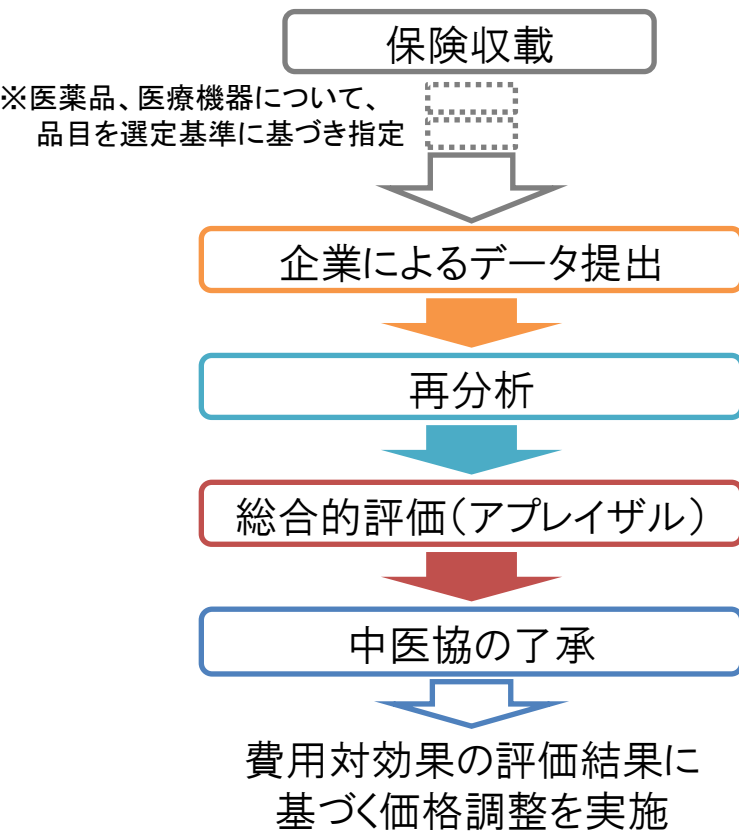 保険収載
※医薬品、医療機器について、
品目を選定基準に基づき指定
企業によるデータ提出
再分析
総合的評価（アプレイザル）
中医協の了承
費用対効果の評価結果に
基づく価格調整を実施